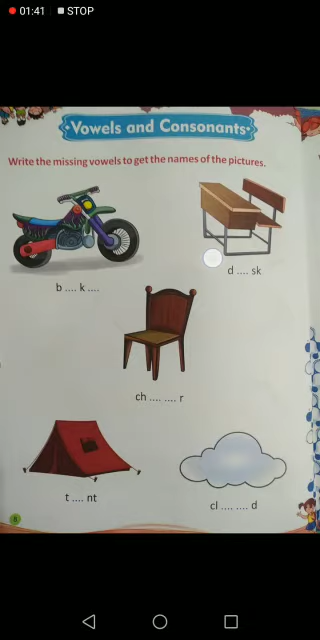 01:41 STOP
Vowels and Consonants
Write the missing vowels to get the names of the pictures.
d .... sk
b .... k ....
ch .... .... r
t .... nt
cl .... .... d
8